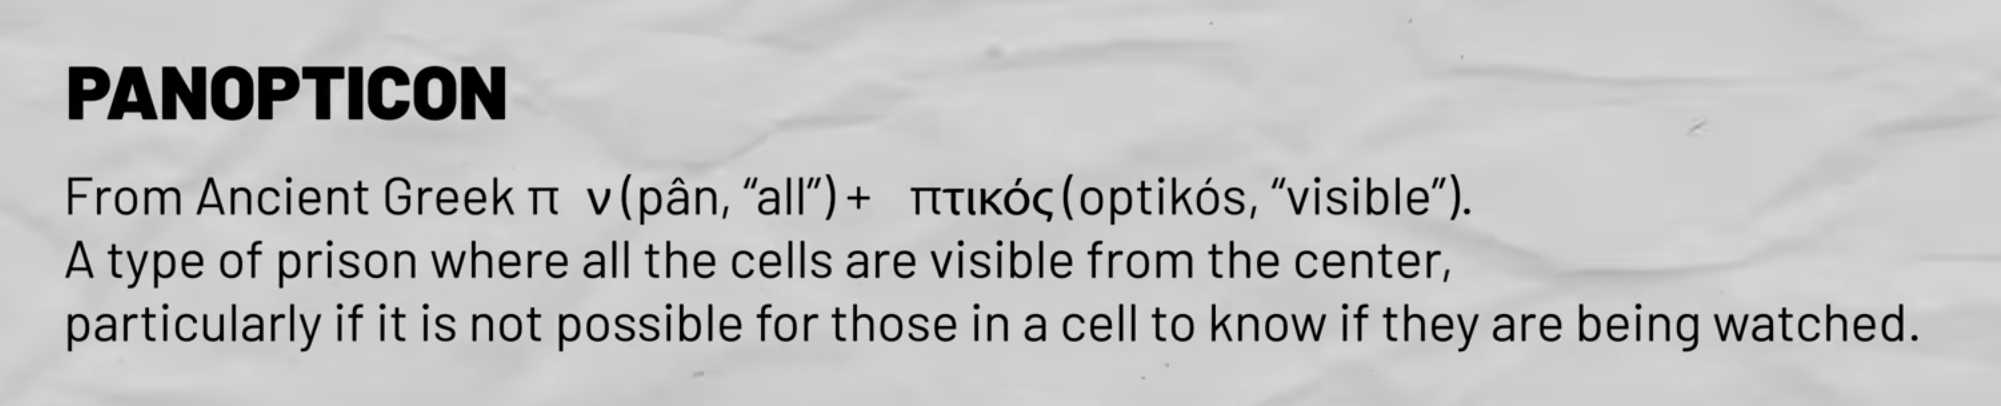 PANOPTICON
From Ancient Greek π ν (pân, “all”) + πτικός (optikós, “visible”).
A type of prison where all the cells are visible from the center,
particularly if it is not possible for those in a cell to know if they are being watched.